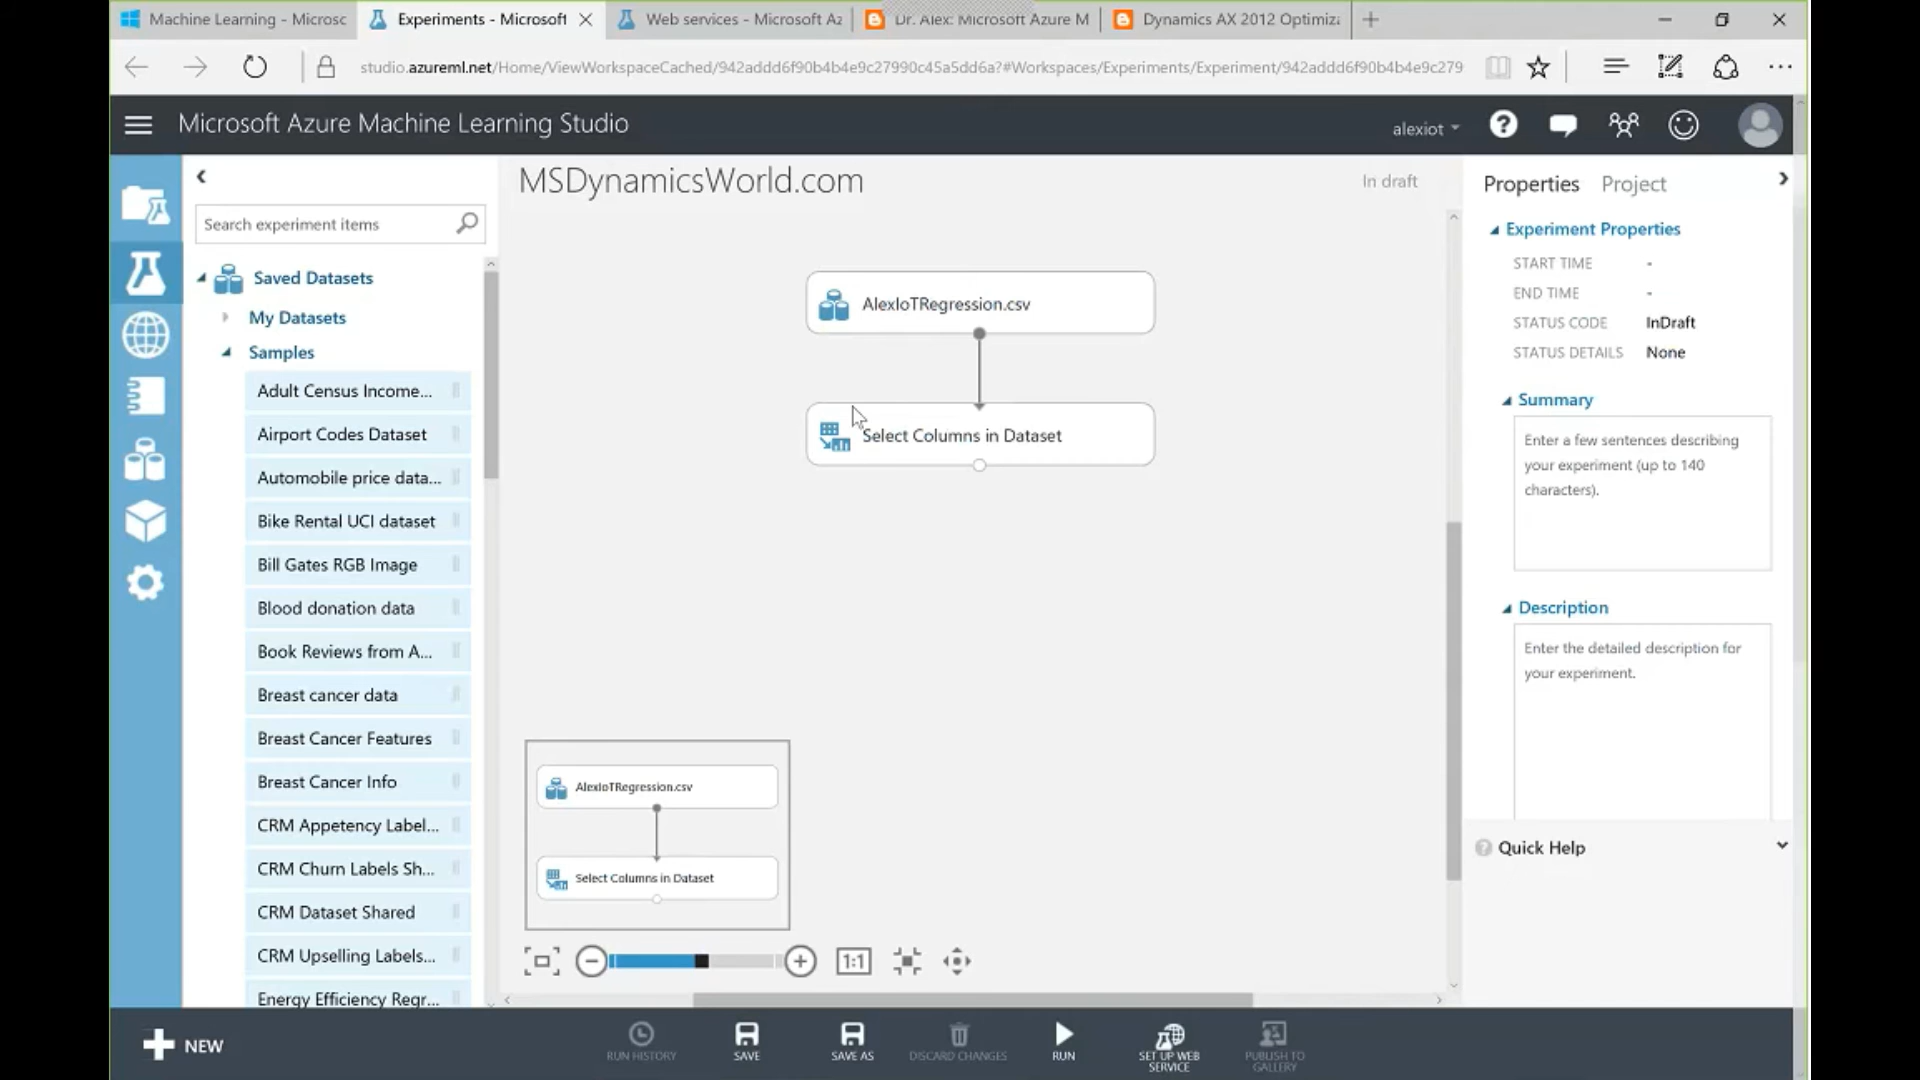 Machine Learning - Microsc
Experiments - Microsoft
Web services - Microsoft Az
Dr. Alex: Microsoft Azure M
Dynamics AX 2012 Optimiza
studio.azureml.net/Home/ViewWorkspaceCached/942addd6f90b4b4e9c27990c45a5dd6a?#Workspaces/Experiments/Experiment/942addd6f90b4b4e9c279
Microsoft Azure Machine Learning Studio
alexiot
Search experiment items
Saved Datasets
My Datasets
Samples
Adult Census Income...
Airport Codes Dataset
Automobile price data...
Bike Rental UCI dataset
Bill Gates RGB Image
Blood donation data
Book Reviews from A...
Breast cancer data
Breast Cancer Features
Breast Cancer Info
CRM Appetency Label...
CRM Churn Labels Sh...
CRM Dataset Shared
CRM Upselling Labels...
Energy Efficiency Regr...
MSDynamicsWorld.com
In draft
AlexIoTRegression.csv
Select Columns in Dataset
AlexIoTRegression.csv
Select Columns in Dataset
1:1
Properties Project
Experiment Properties
START TIME -
END TIME -
STATUS CODE InDraft
STATUS DETAILS None
Summary
Enter a few sentences describing
your experiment (up to 140
characters).
Description
Enter the detailed description for
your experiment.
Quick Help
NEW
RUN HISTORY
SAVE
SAVE AS
DISCARD CHANGES
RUN
SET UP WEB
SERVICE
PUBLISH TO
GALLERY